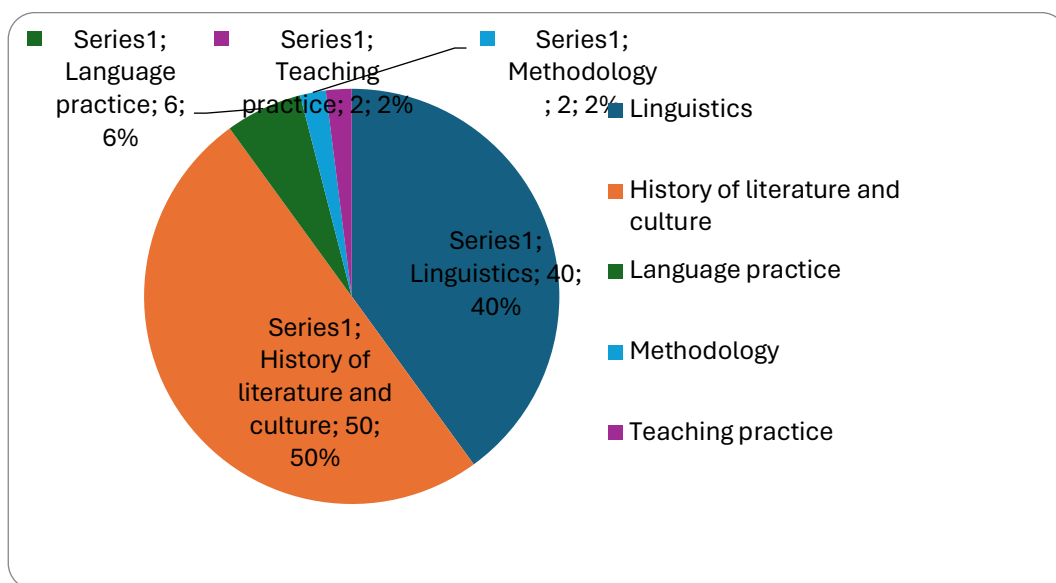 Series1;
Language
practice; 6;
6%
Series1;
Teaching
practice; 2; 2%
Series1;
Methodology
; 2; 2%
Linguistics
History of literature and
culture
Language practice
Methodology
Teaching practice
Series1;
Linguistics; 40;
40%
Series1;
History of
literature and
culture; 50;
50%